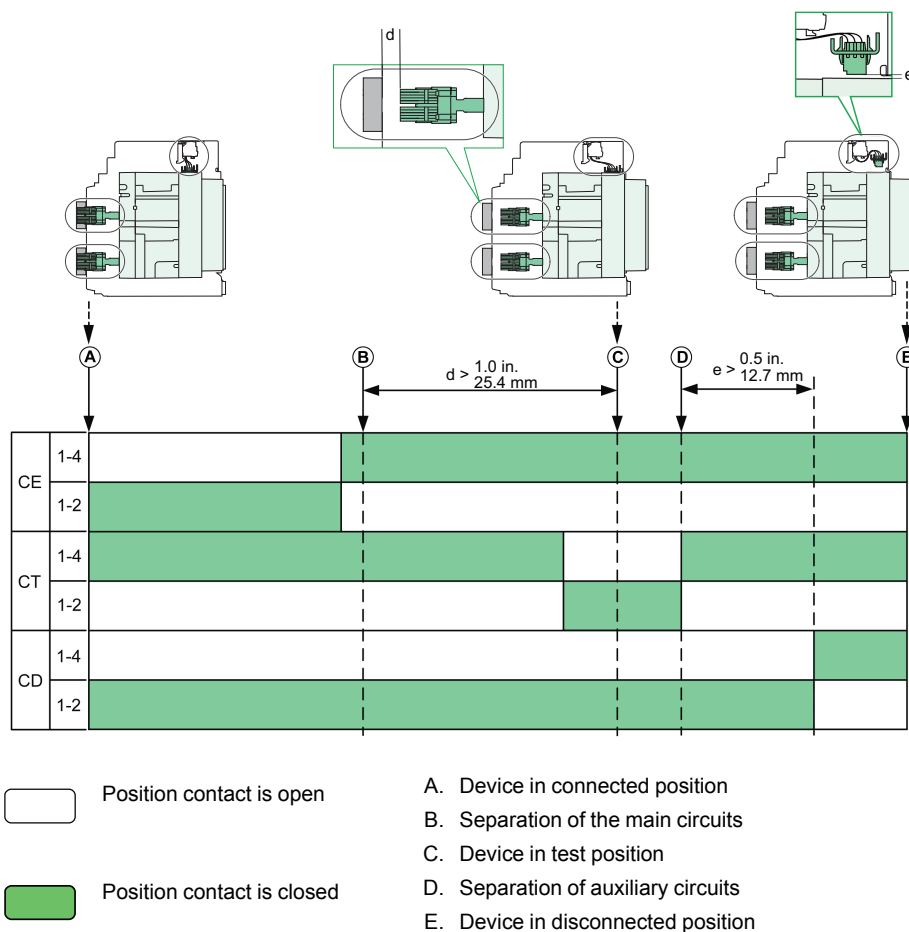 d
e
A
B
C
D
E
d > 1.0 in.
25.4 mm
e > 0.5 in.
12.7 mm
CE
1-4
1-2
CT
1-4
1-2
CD
1-4
1-2
Position contact is open
Position contact is closed
A. Device in connected position
B. Separation of the main circuits
C. Device in test position
D. Separation of auxiliary circuits
E. Device in disconnected position